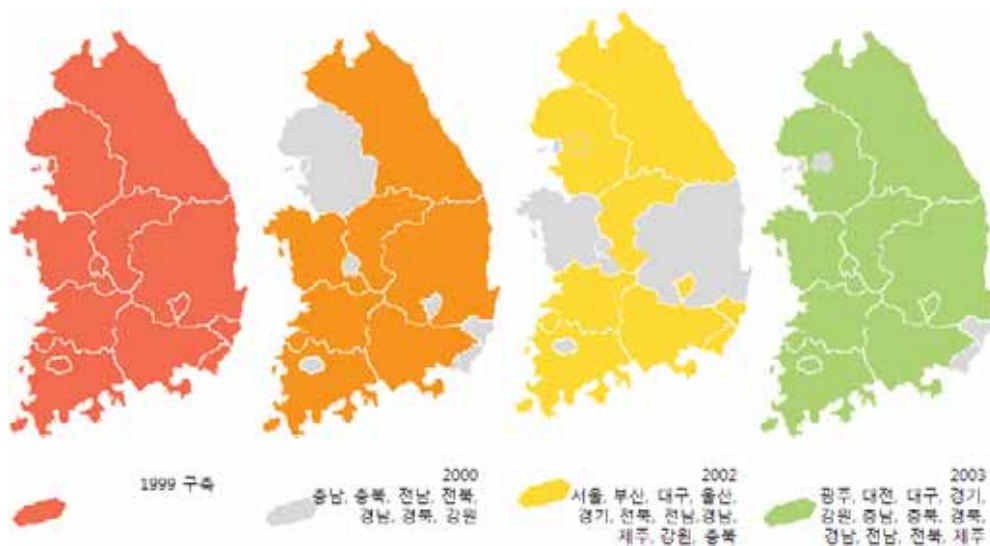 1999 구축
2000
충남, 충북, 전남, 전북,
경남, 경북, 강원
2002
서울, 부산, 대구, 울산,
경기, 전북, 전남,경남,
제주, 강원, 충북
2003
광주, 대전, 대구, 경기,
강원, 충남, 충북, 경북,
경남, 전남, 전북, 제주